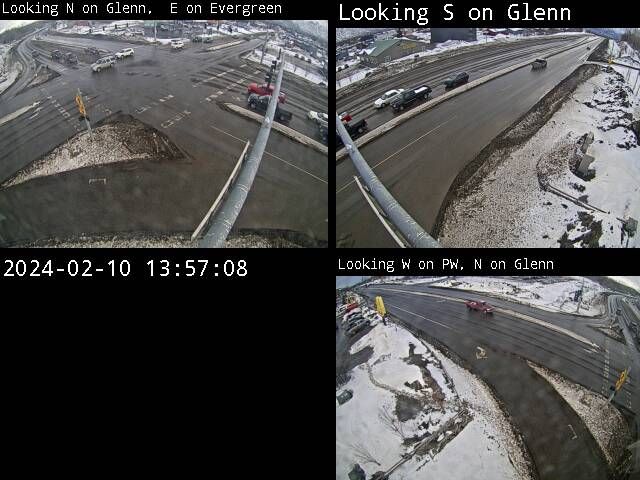 Looking N on Glenn,  E on Evergreen
Looking S on Glenn
2024-02-10 13:57:08
Looking W on PW, N on Glenn